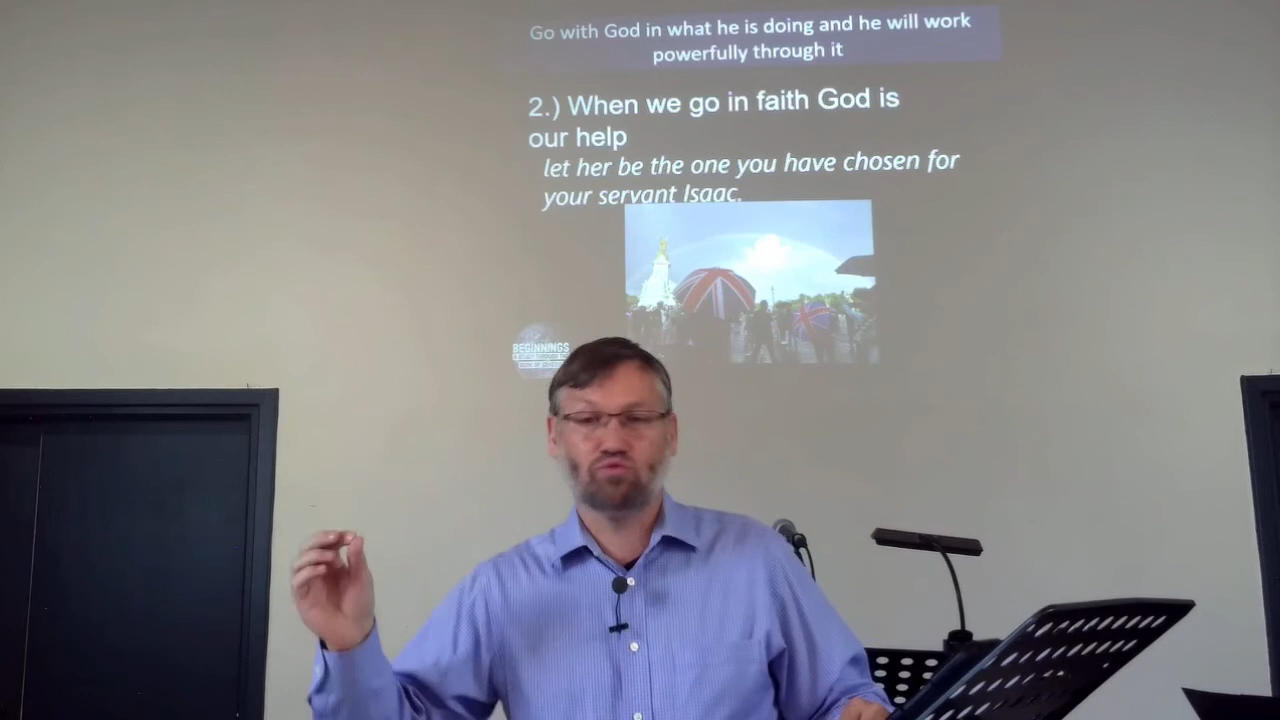 Go with God in what he is doing and he will work
powerfully through it
2.) When we go in faith God is
our help
let her be the one you have chosen for
your servant Isaac.
BEGINNINGS